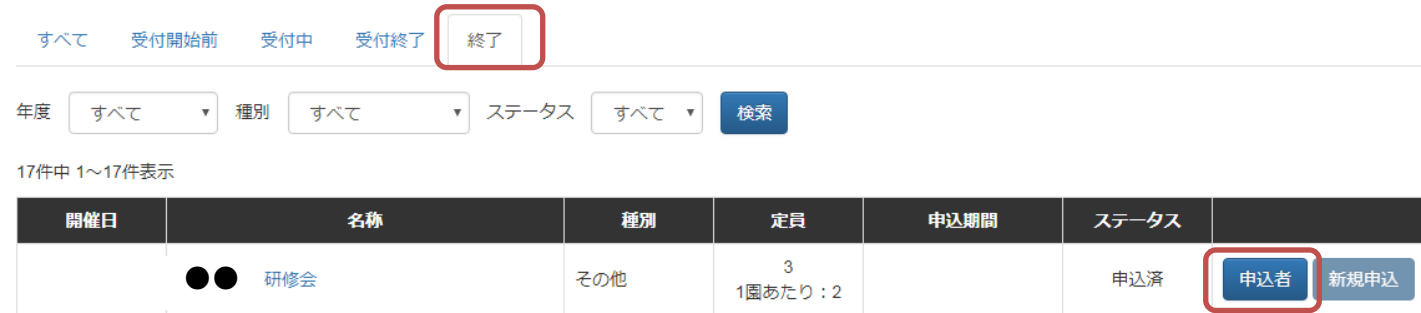 すべて 受付開始前 受付中 受付終了 終了
年度 すべて 種別 すべて ステータス すべて 検索
17件中 1～17件表示
開催日 名称 種別 定員 申込期間 ステータス
●● 研修会 その他 3 申込済 申込者 新規申込
1園あたり：2